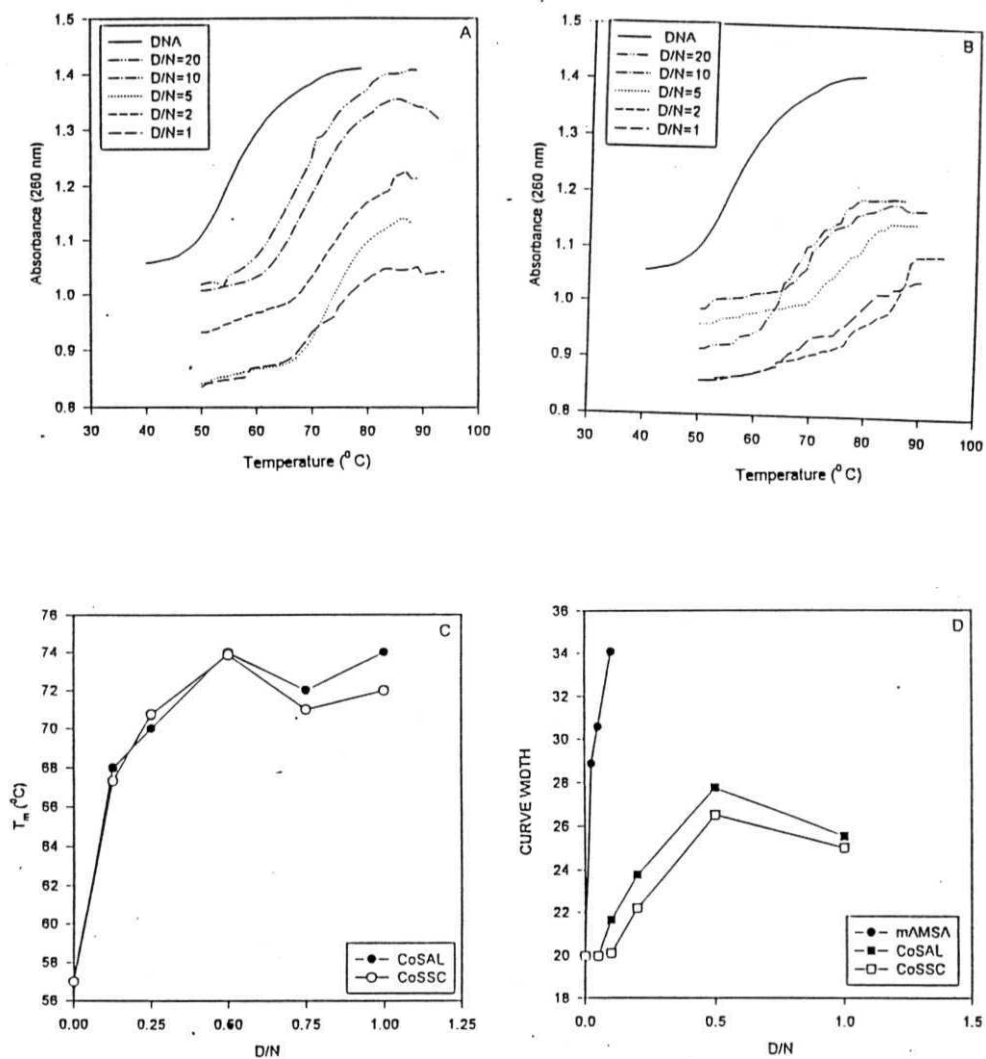 A
DNA
D/N=20
D/N=10
D/N=5
D/N=2
D/N=1
1.5
1.4
1.3
1.2
1.1
1.0
0.9
0.8
Absorbance (260 nm)
30 40 50 60 70 80 90 100
Temperature (°C)
B
DNA
D/N=20
D/N=10
D/N=5
D/N=2
D/N=1
1.5
1.4
1.3
1.2
1.1
1.0
0.9
0.8
Absorbance (260 nm)
30 40 50 60 70 80 90 100
Temperature (°C)
C
76
74
72
70
68
66
64
62
60
58
56
Tm (°C)
CoSAL
CoSSC
0.00 0.25 0.50 0.75 1.00 1.25
D/N
D
36
34
32
30
28
26
24
22
20
18
CURVE WIDTH
mAMSA
CoSAL
CoSSC
0.0 0.5 1.0 1.5
D/N